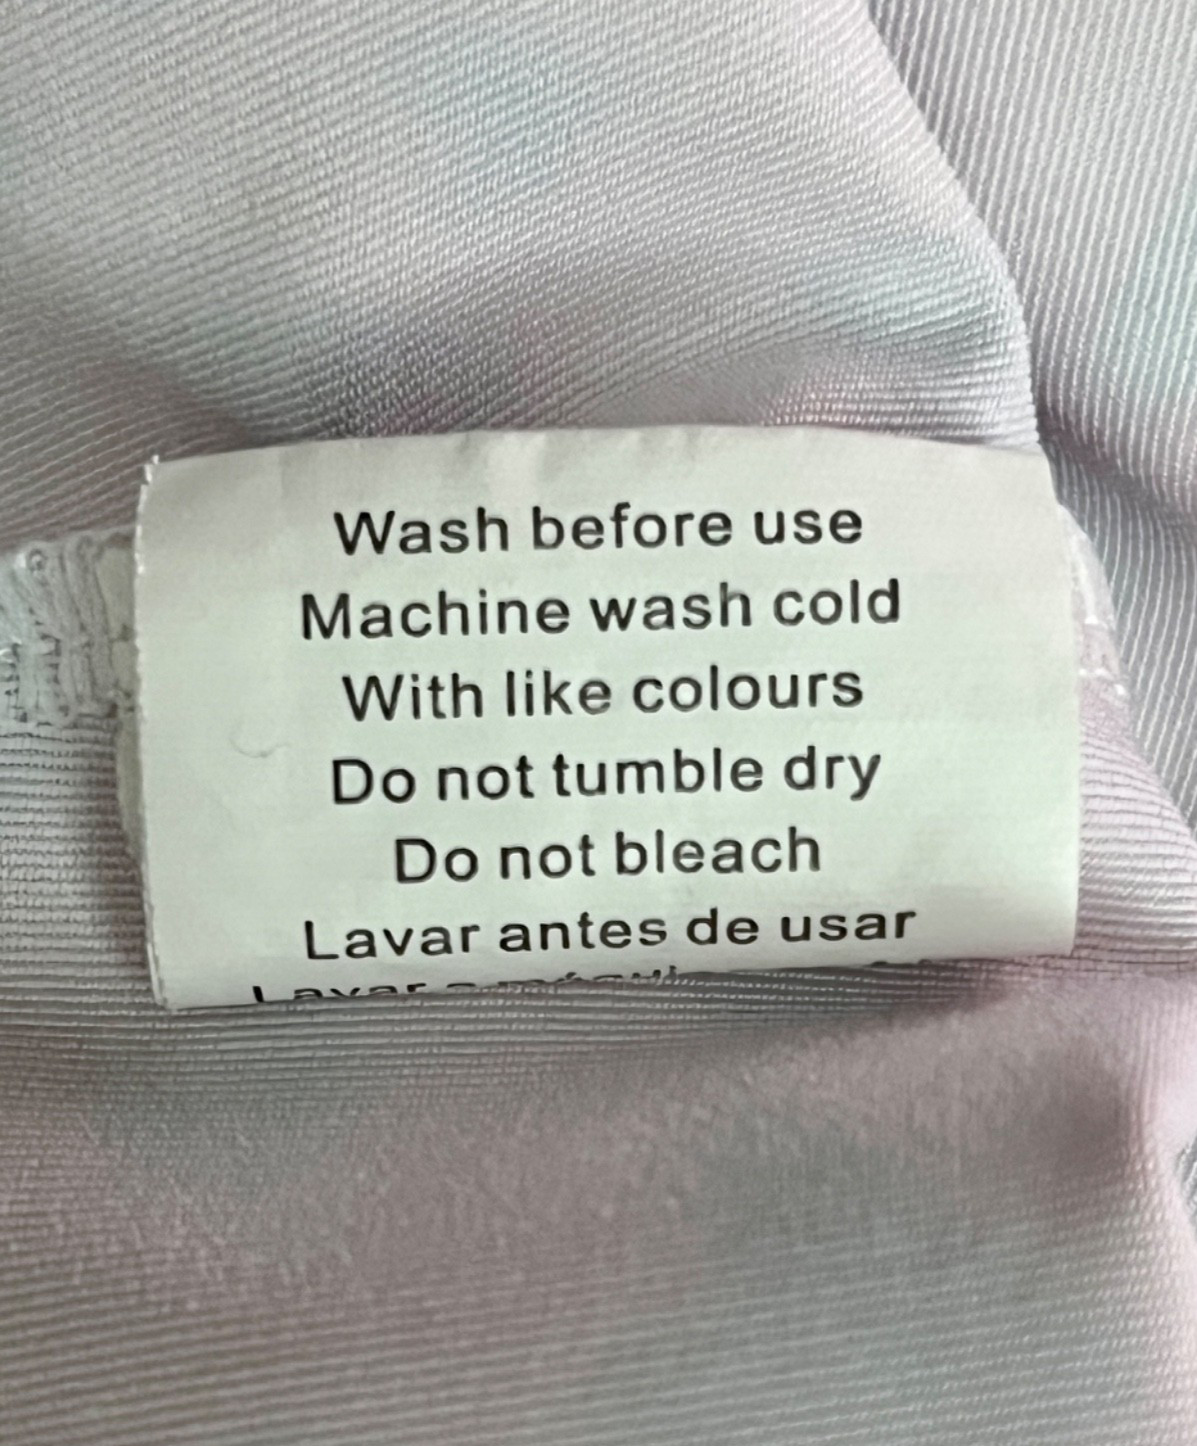 Wash before use
Machine wash cold
With like colours
Do not tumble dry
Do not bleach
Lavar antes de usar
Lavar a